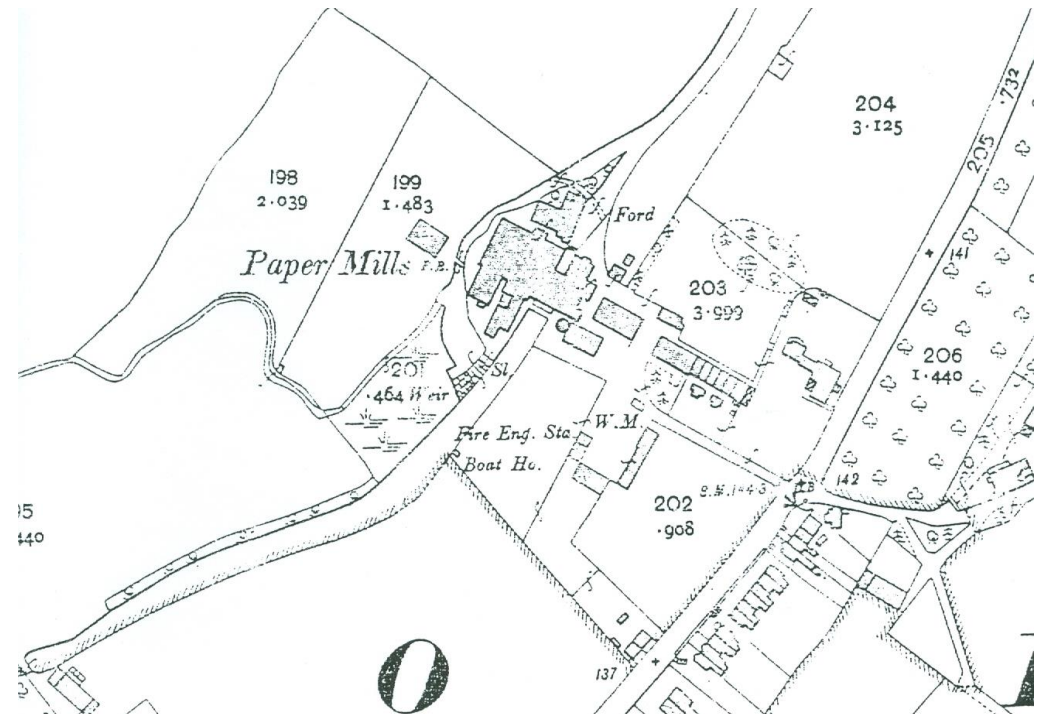 204
3·125
205
·732
198
2·039
199
1·483
Ford
Paper Mills
F.B.
141
203
3·999
206
1·440
201
·464 Weir
Sl.
W.M.
Fire Eng. Sta.
Boat Ho.
B.M. 144·3
142
202
·908
440
137
O